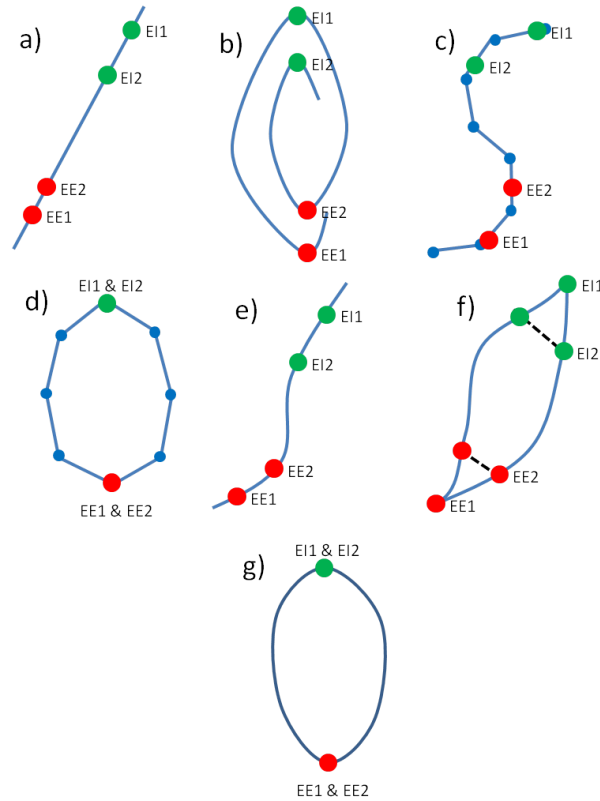 a)
EI1
EI2
EE2
EE1
b)
EI1
EI2
EE2
EE1
c)
EI1
EI2
EE2
EE1
d)
EI1 & EI2
EE1 & EE2
e)
EI1
EI2
EE2
EE1
f)
EI1
EI2
EE2
EE1
g)
EI1 & EI2
EE1 & EE2